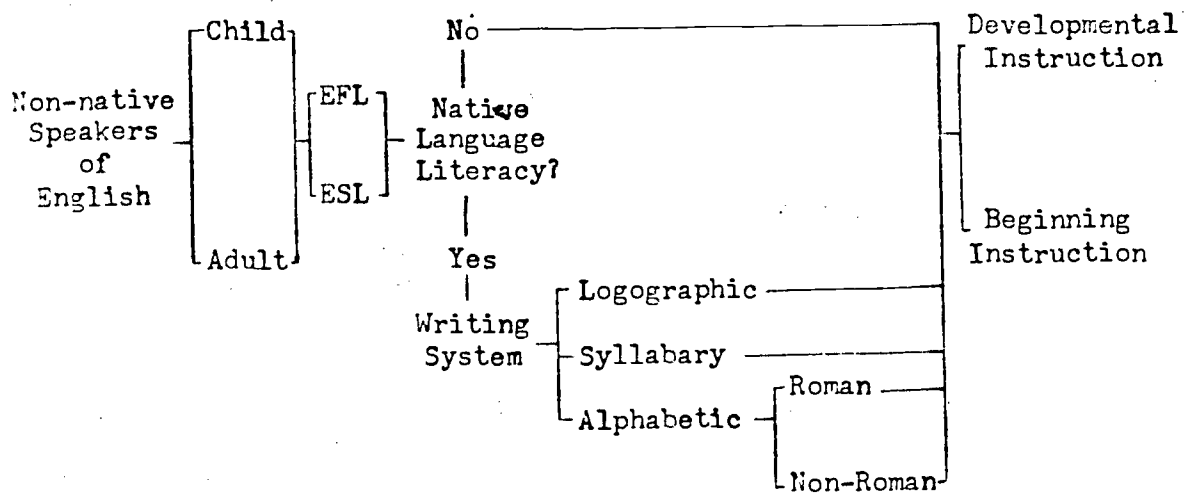 Non-native
Speakers
of
English
Child
Adult
EFL
ESL
No
Native
Language
Literacy?
Yes
Writing
System
Logographic
Syllabary
Alphabetic
Roman
Non-Roman
Developmental
Instruction
Beginning
Instruction